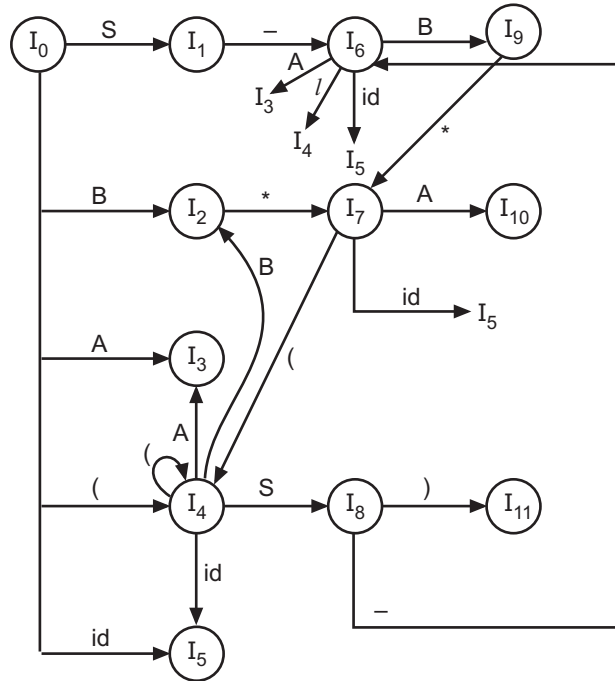 I0 S I1 – I6 B I9
A l id
I3 I4 I5 *
B I2 * I7 A I10
B
id I5
A I3 (
A
( ( I4 S I8 ) I11
id –
id I5